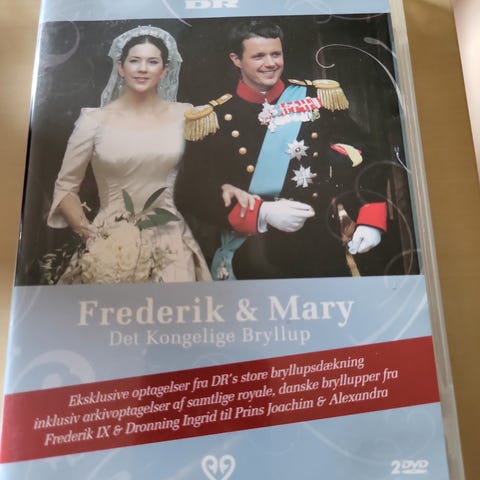 DR
Frederik & Mary
Det Kongelige Bryllup
Eksklusive optagelser fra DR's store bryllupsdækning
inklusiv arkivoptagelser af samtlige royale, danske bryllupper fra
Frederik IX & Dronning Ingrid til Prins Joachim & Alexandra
2 DVD